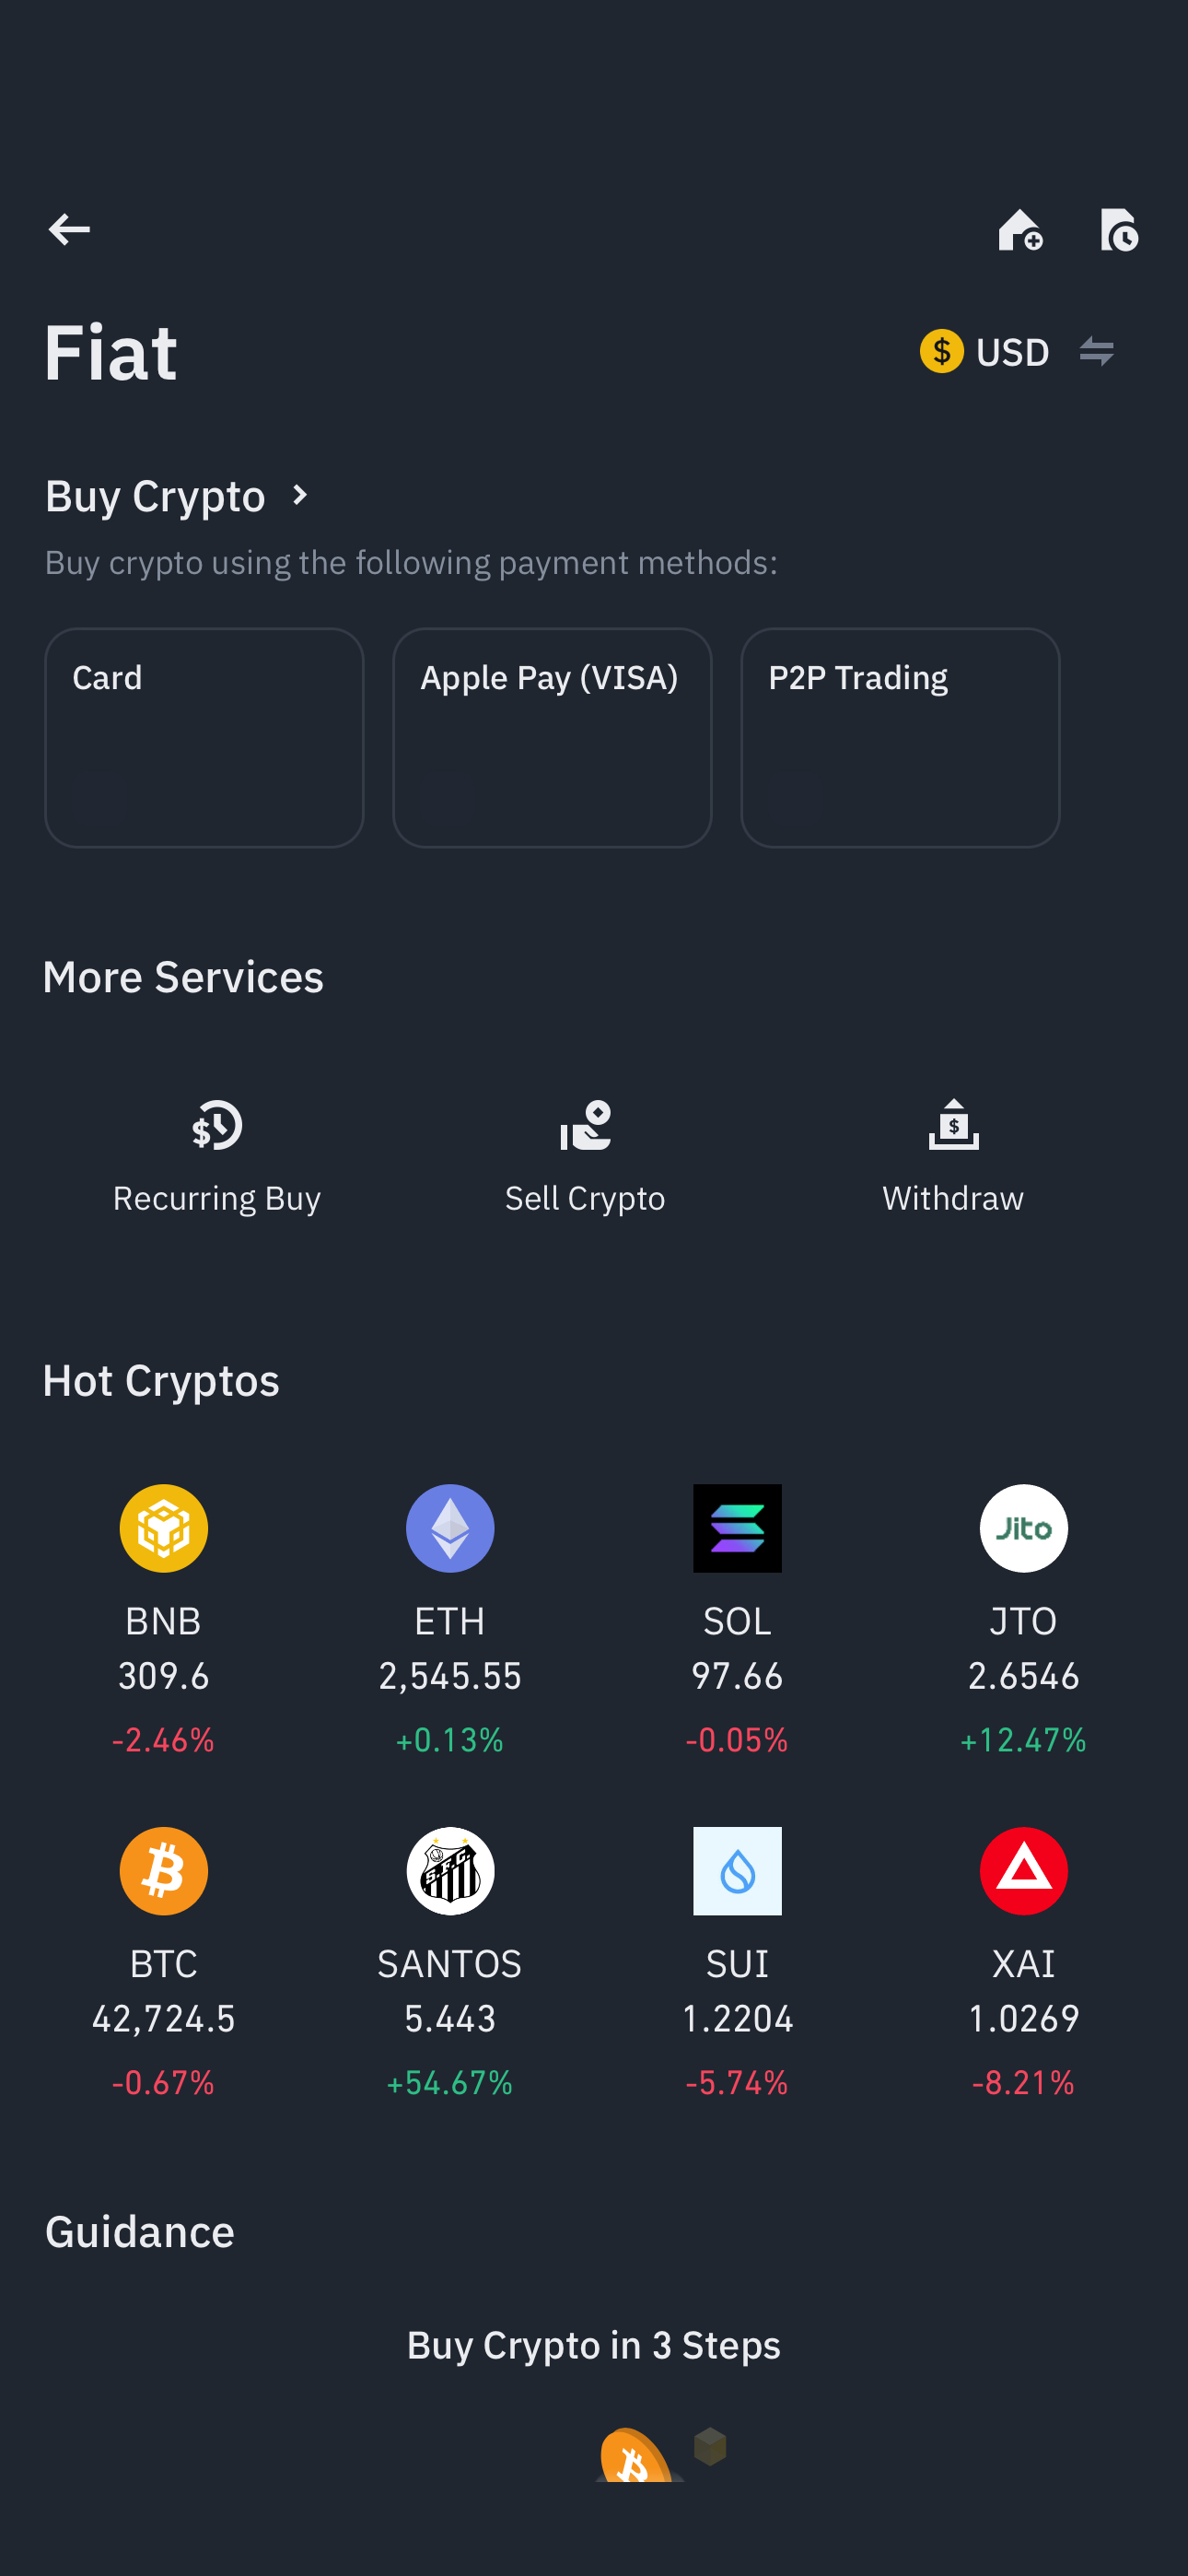 Fiat
$ USD
Buy Crypto
Buy crypto using the following payment methods:
Card
Apple Pay (VISA)
P2P Trading
More Services
Recurring Buy
Sell Crypto
Withdraw
Hot Cryptos
Jito
BNB
ETH
SOL
JTO
309.6
2,545.55
97.66
2.6546
-2.46%
+0.13%
-0.05%
+12.47%
S.F.C.
BTC
SANTOS
SUI
XAI
42,724.5
5.443
1.2204
1.0269
-0.67%
+54.67%
-5.74%
-8.21%
Guidance
Buy Crypto in 3 Steps